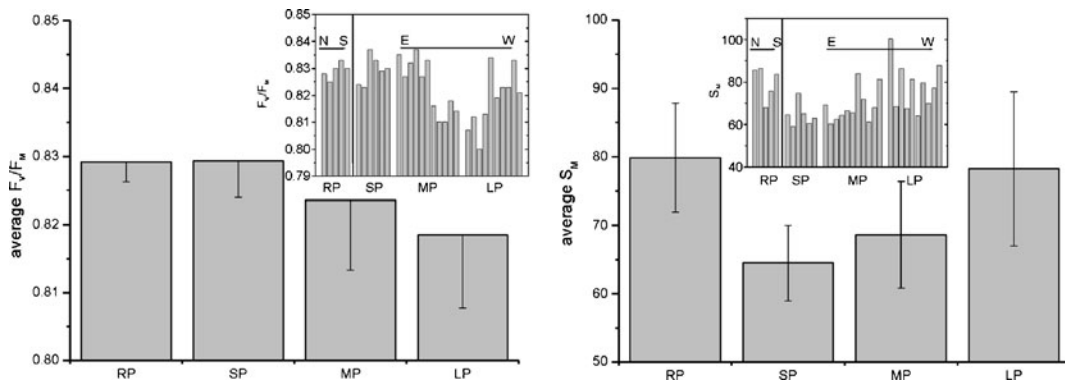 0.85
0.84
0.83
0.82
0.81
0.80
average Fᵥ/Fₘ
RP SP MP LP
0.85
0.84
0.83
0.82
0.81
0.80
0.79
Fᵥ/Fₘ
N S E W
RP SP MP LP
100
90
80
70
60
50
average Sₘ
RP SP MP LP
100
80
60
40
Sₘ
N S E W
RP SP MP LP